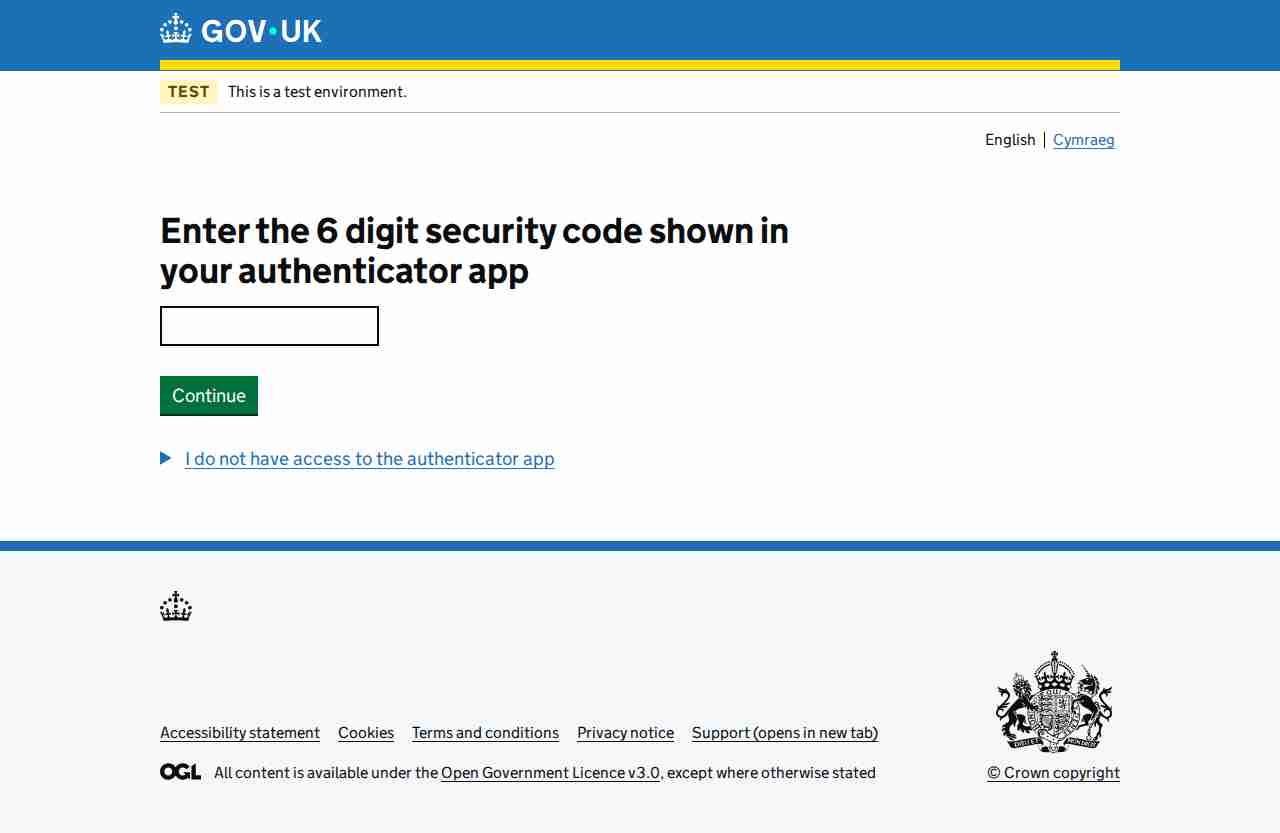 GOV·UK
TEST This is a test environment.
English Cymraeg
Enter the 6 digit security code shown in
your authenticator app
Continue
I do not have access to the authenticator app
Accessibility statement Cookies Terms and conditions Privacy notice Support (opens in new tab)
OGL All content is available under the Open Government Licence v3.0, except where otherwise stated
© Crown copyright